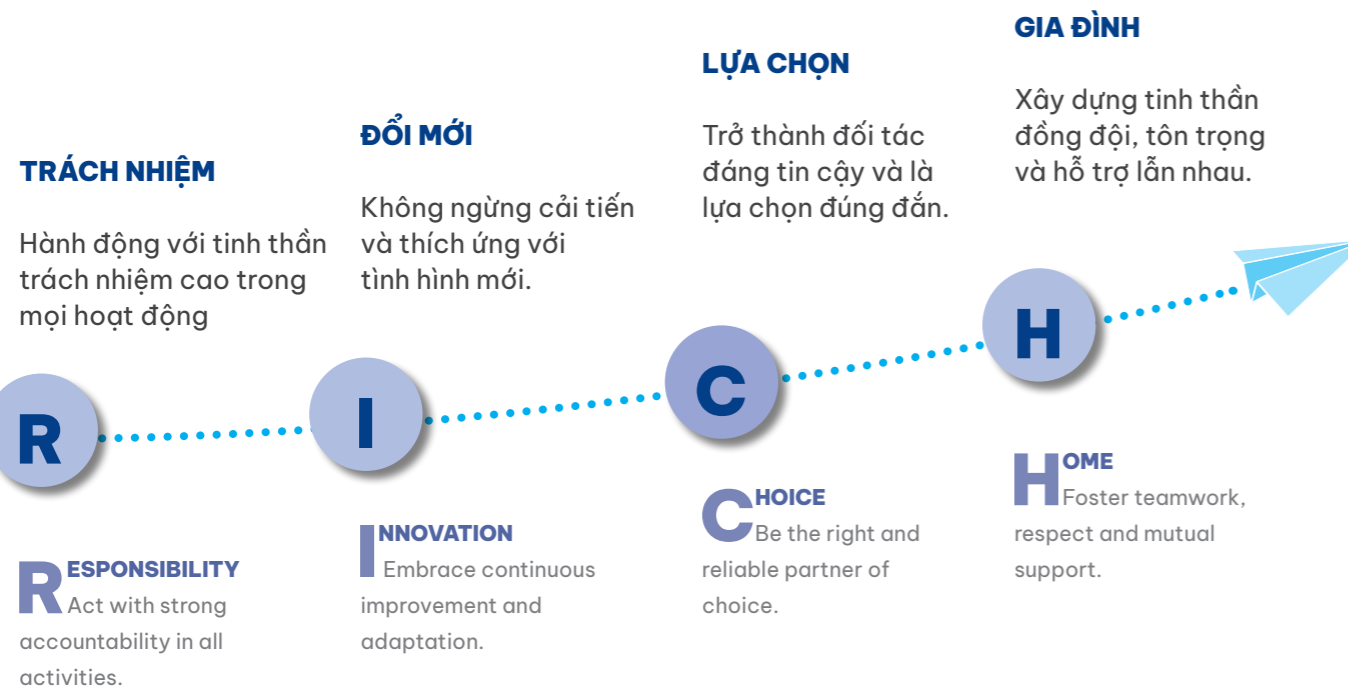 TRÁCH NHIỆM
Hành động với tinh thần
trách nhiệm cao trong
mọi hoạt động
R
RESPONSIBILITY
Act with strong
accountability in all
activities.
ĐỔI MỚI
Không ngừng cải tiến
và thích ứng với
tình hình mới.
I
INNOVATION
Embrace continuous
improvement and
adaptation.
LỰA CHỌN
Trở thành đối tác
đáng tin cậy và là
lựa chọn đúng đắn.
C
CHOICE
Be the right and
reliable partner of
choice.
GIA ĐÌNH
Xây dựng tinh thần
đồng đội, tôn trọng
và hỗ trợ lẫn nhau.
H
HOME
Foster teamwork,
respect and mutual
support.